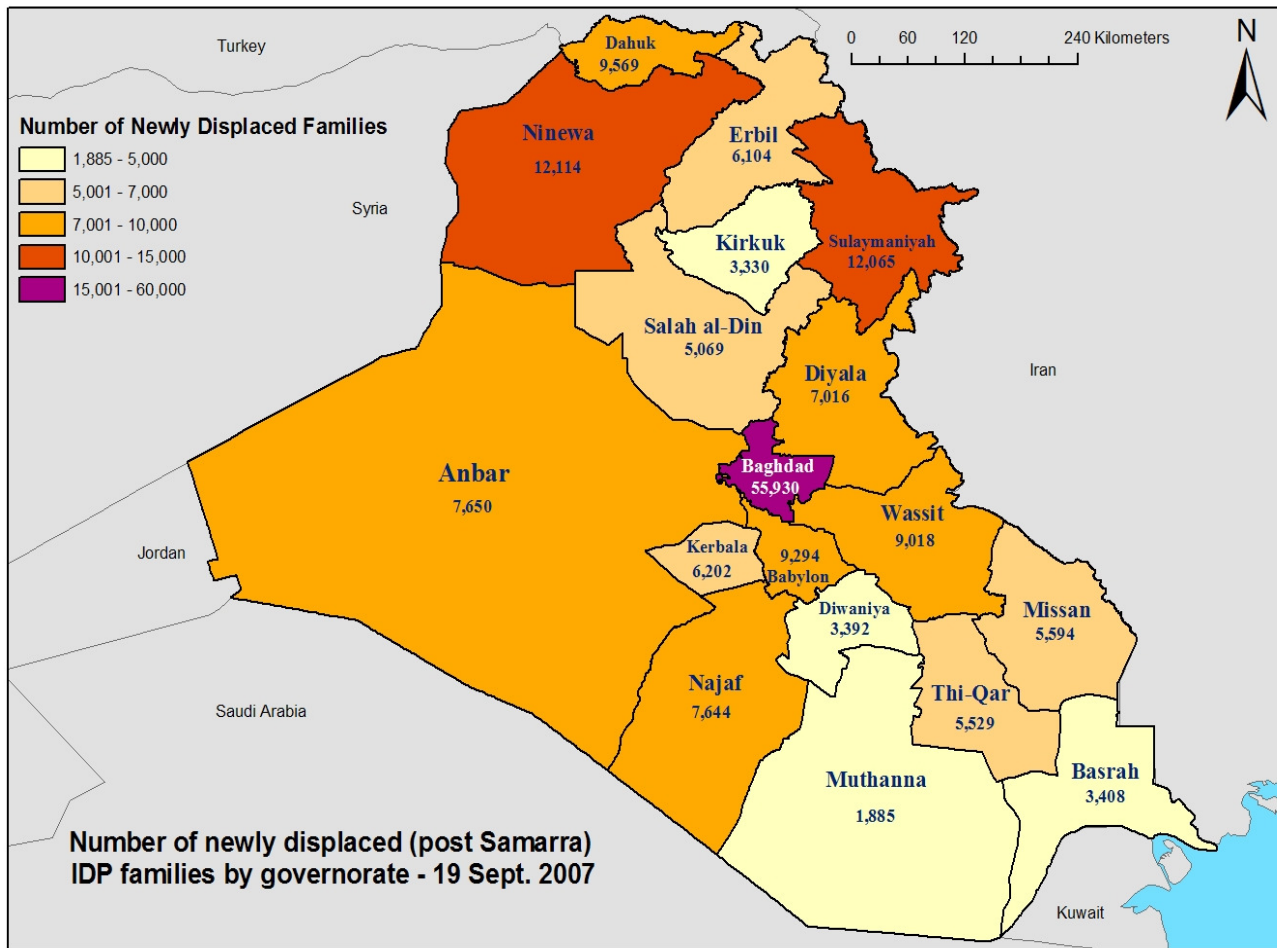 Turkey
Dahuk
9,569
0 60 120 240 Kilometers
N
Number of Newly Displaced Families
1,885 - 5,000
5,001 - 7,000
7,001 - 10,000
10,001 - 15,000
15,001 - 60,000
Ninewa
12,114
Erbil
6,104
Syria
Kirkuk
3,330
Sulaymaniyah
12,065
Salah al-Din
5,069
Diyala
7,016
Iran
Anbar
7,650
Baghdad
55,930
Wassit
9,018
Jordan
Kerbala
6,202
9,294
Babylon
Diwaniya
3,392
Missan
5,594
Najaf
7,644
Thi-Qar
5,529
Saudi Arabia
Muthanna
1,885
Basrah
3,408
Number of newly displaced (post Samarra)
IDP families by governorate - 19 Sept. 2007
Kuwait